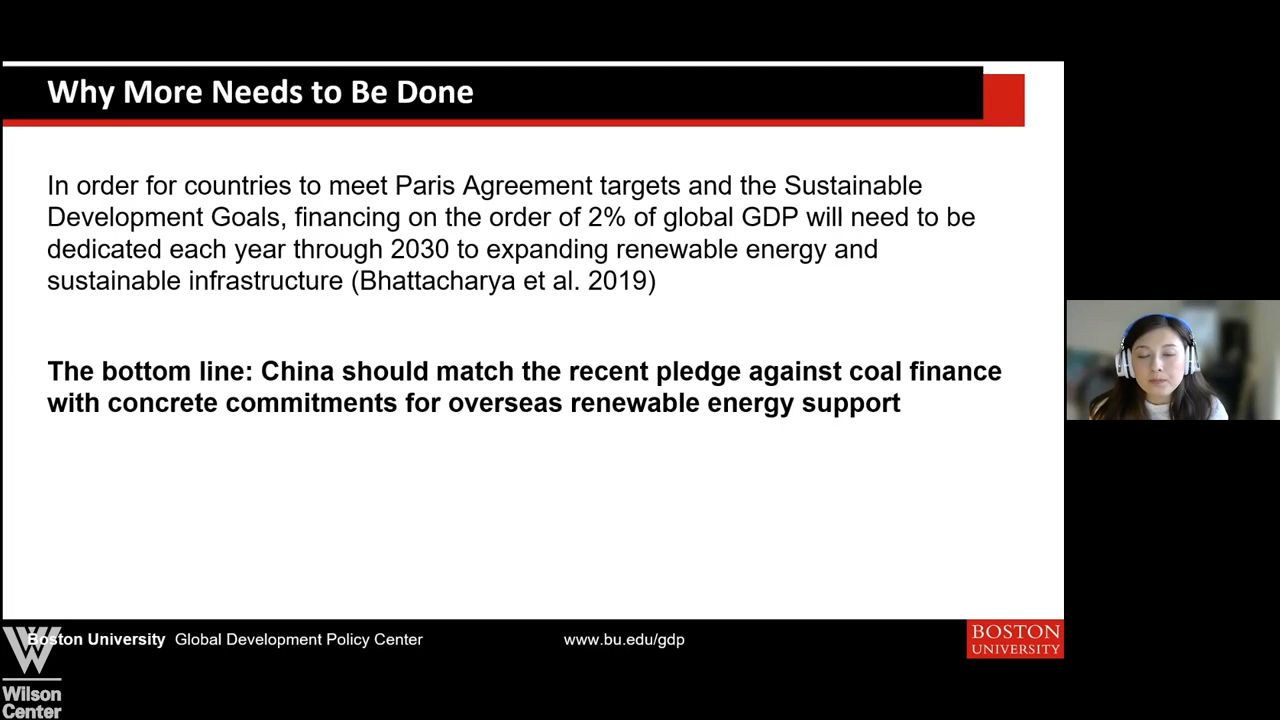 Why More Needs to Be Done
In order for countries to meet Paris Agreement targets and the Sustainable
Development Goals, financing on the order of 2% of global GDP will need to be
dedicated each year through 2030 to expanding renewable energy and
sustainable infrastructure (Bhattacharya et al. 2019)
The bottom line: China should match the recent pledge against coal finance
with concrete commitments for overseas renewable energy support
Boston University Global Development Policy Center
www.bu.edu/gdp
BOSTON
UNIVERSITY
Wilson
Center